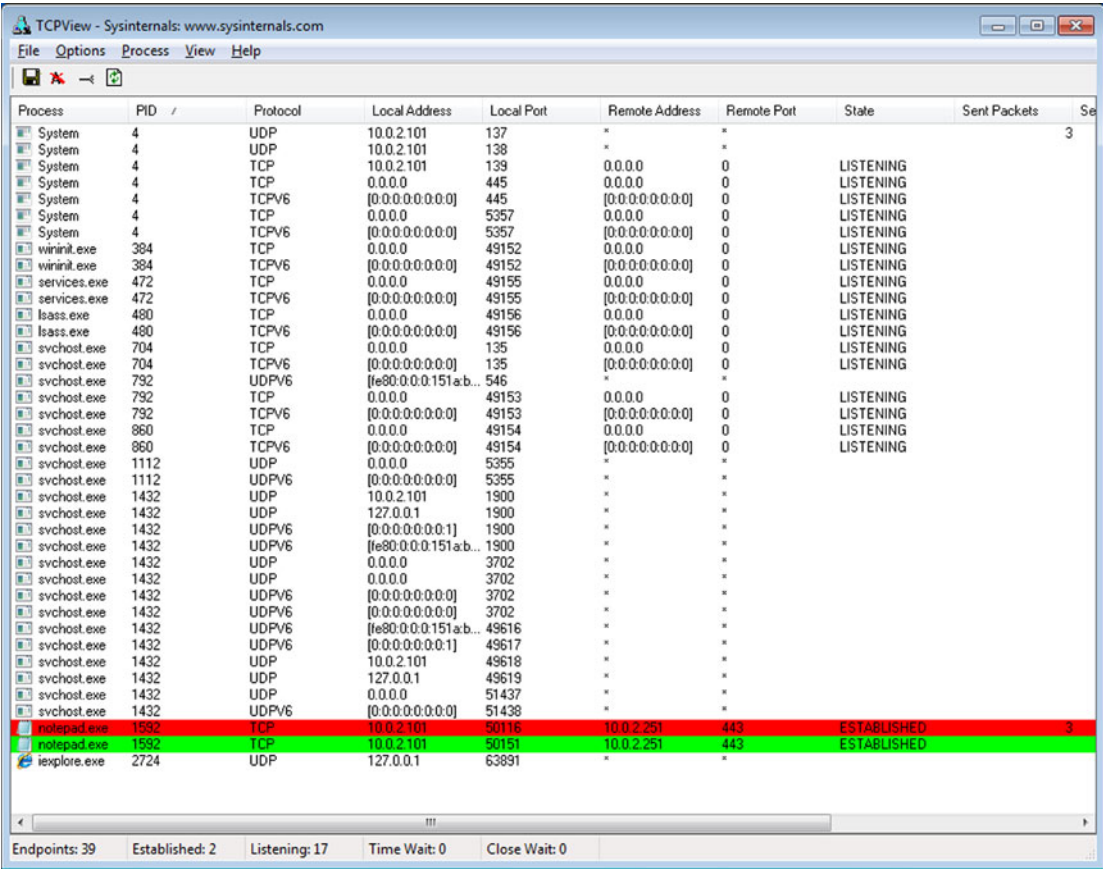 TCPView - Sysinternals: www.sysinternals.com
File Options Process View Help
A
Process PID / Protocol Local Address Local Port Remote Address Remote Port State Sent Packets Se
System 4 UDP 10.0.2.101 137 * * 3
System 4 UDP 10.0.2.101 138 * *
System 4 TCP 10.0.2.101 139 0.0.0.0 0 LISTENING
System 4 TCP 0.0.0.0 445 0.0.0.0 0 LISTENING
System 4 TCPV6 [0:0:0:0:0:0:0:0] 445 [0:0:0:0:0:0:0:0] 0 LISTENING
System 4 TCP 0.0.0.0 5357 0.0.0.0 0 LISTENING
System 4 TCPV6 [0:0:0:0:0:0:0:0] 5357 [0:0:0:0:0:0:0:0] 0 LISTENING
wininit.exe 384 TCP 0.0.0.0 49152 0.0.0.0 0 LISTENING
wininit.exe 384 TCPV6 [0:0:0:0:0:0:0:0] 49152 [0:0:0:0:0:0:0:0] 0 LISTENING
services.exe 472 TCP 0.0.0.0 49155 0.0.0.0 0 LISTENING
services.exe 472 TCPV6 [0:0:0:0:0:0:0:0] 49155 [0:0:0:0:0:0:0:0] 0 LISTENING
lsass.exe 480 TCP 0.0.0.0 49156 0.0.0.0 0 LISTENING
lsass.exe 480 TCPV6 [0:0:0:0:0:0:0:0] 49156 [0:0:0:0:0:0:0:0] 0 LISTENING
svchost.exe 704 TCP 0.0.0.0 135 0.0.0.0 0 LISTENING
svchost.exe 704 TCPV6 [0:0:0:0:0:0:0:0] 135 [0:0:0:0:0:0:0:0] 0 LISTENING
svchost.exe 792 UDPV6 [fe80:0:0:0:151a:b... 546 * *
svchost.exe 792 TCP 0.0.0.0 49153 0.0.0.0 0 LISTENING
svchost.exe 792 TCPV6 [0:0:0:0:0:0:0:0] 49153 [0:0:0:0:0:0:0:0] 0 LISTENING
svchost.exe 860 TCP 0.0.0.0 49154 0.0.0.0 0 LISTENING
svchost.exe 860 TCPV6 [0:0:0:0:0:0:0:0] 49154 [0:0:0:0:0:0:0:0] 0 LISTENING
svchost.exe 1112 UDP 0.0.0.0 5355 * *
svchost.exe 1112 UDPV6 [0:0:0:0:0:0:0:0] 5355 * *
svchost.exe 1432 UDP 10.0.2.101 1900 * *
svchost.exe 1432 UDP 127.0.0.1 1900 * *
svchost.exe 1432 UDPV6 [0:0:0:0:0:0:0:1] 1900 * *
svchost.exe 1432 UDPV6 [fe80:0:0:0:151a:b... 1900 * *
svchost.exe 1432 UDP 0.0.0.0 3702 * *
svchost.exe 1432 UDP 0.0.0.0 3702 * *
svchost.exe 1432 UDPV6 [0:0:0:0:0:0:0:0] 3702 * *
svchost.exe 1432 UDPV6 [0:0:0:0:0:0:0:0] 3702 * *
svchost.exe 1432 UDPV6 [fe80:0:0:0:151a:b... 49616 * *
svchost.exe 1432 UDPV6 [0:0:0:0:0:0:0:1] 49617 * *
svchost.exe 1432 UDP 10.0.2.101 49618 * *
svchost.exe 1432 UDP 127.0.0.1 49619 * *
svchost.exe 1432 UDP 0.0.0.0 51437 * *
svchost.exe 1432 UDPV6 [0:0:0:0:0:0:0:0] 51438 * *
notepad.exe 1592 TCP 10.0.2.101 50116 10.0.2.251 443 ESTABLISHED 3
notepad.exe 1592 TCP 10.0.2.101 50151 10.0.2.251 443 ESTABLISHED
iexplore.exe 2724 UDP 127.0.0.1 63891 * *
Endpoints: 39 Established: 2 Listening: 17 Time Wait: 0 Close Wait: 0